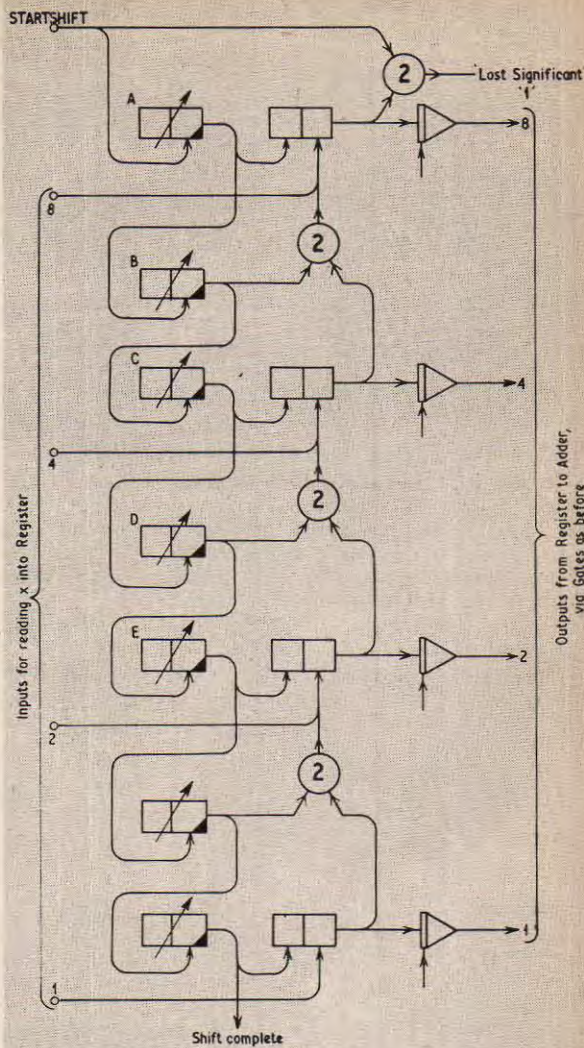 STARTSHIFT
2
Lost Significant
'1'
A
8
8
2
B
C
4
4
2
D
E
2
2
2
1
1
Shift complete
Inputs for reading x into Register
Outputs from Register to Adder,
via Gates as before